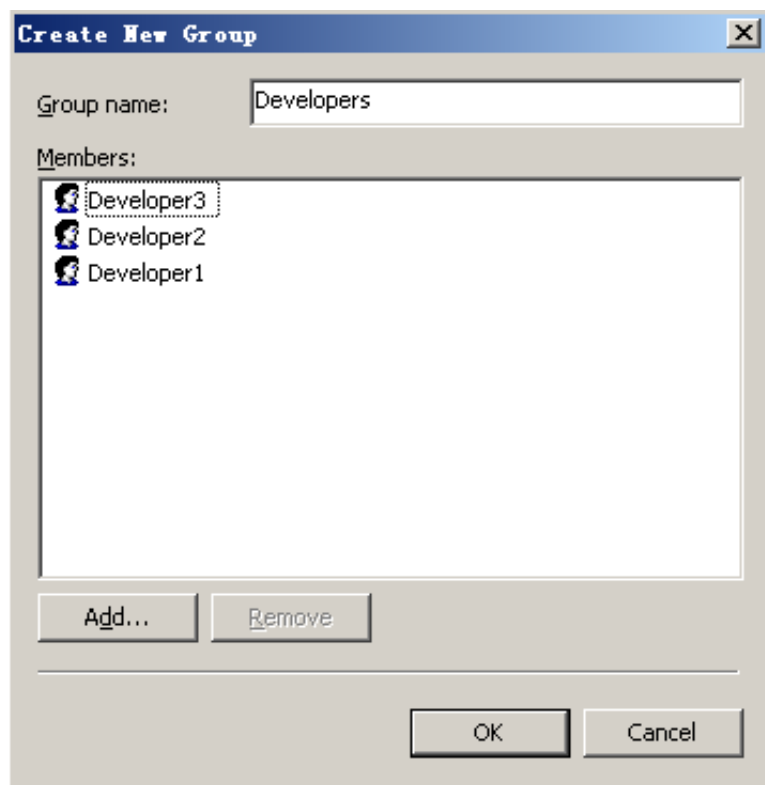 Create New Group
Group name:
Developers
Members:
Developer3
Developer2
Developer1
Add...
Remove
OK
Cancel